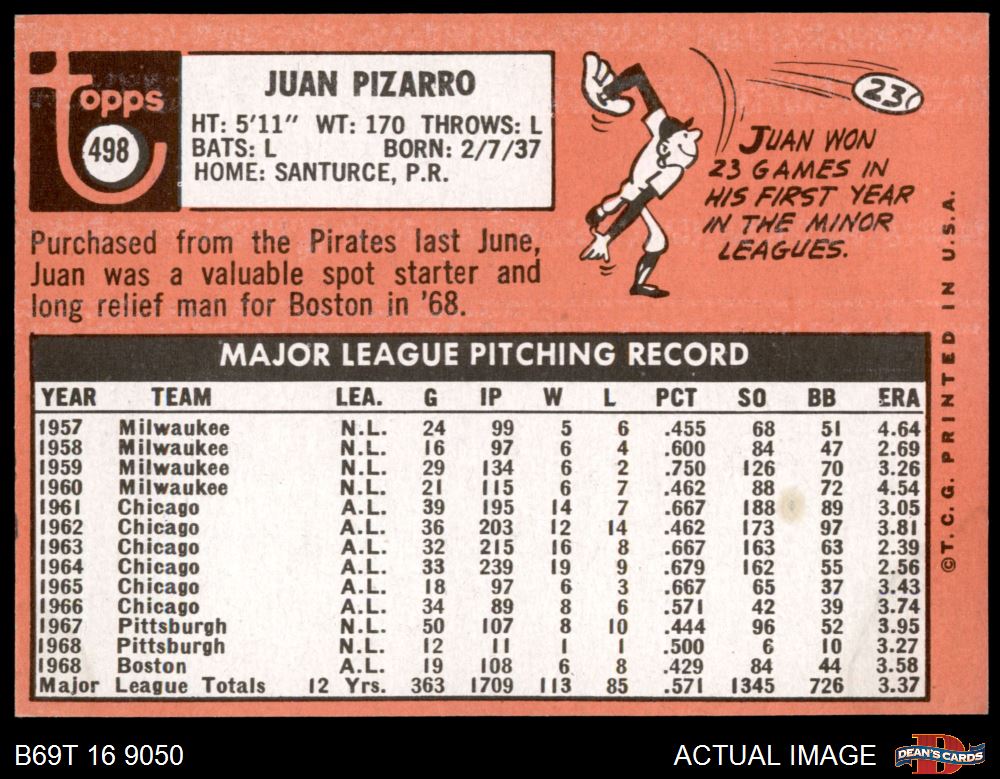 topps
498
JUAN PIZARRO
HT: 5'11" WT: 170 THROWS: L
BATS: L BORN: 2/7/37
HOME: SANTURCE, P.R.
23
JUAN WON
23 GAMES IN
HIS FIRST YEAR
IN THE MINOR
LEAGUES.
Purchased from the Pirates last June,
Juan was a valuable spot starter and
long relief man for Boston in '68.
MAJOR LEAGUE PITCHING RECORD
YEAR TEAM LEA. G IP W L PCT SO BB ERA
1957 Milwaukee N.L. 24 99 5 6 .455 68 51 4.64
1958 Milwaukee N.L. 16 97 6 4 .600 84 47 2.69
1959 Milwaukee N.L. 29 134 6 2 .750 126 70 3.26
1960 Milwaukee N.L. 21 115 6 7 .462 88 72 4.54
1961 Chicago A.L. 39 195 14 7 .667 188 89 3.05
1962 Chicago A.L. 36 203 12 14 .462 173 97 3.81
1963 Chicago A.L. 32 215 16 8 .667 163 63 2.39
1964 Chicago A.L. 33 239 19 9 .679 162 55 2.56
1965 Chicago A.L. 18 97 6 3 .667 65 37 3.43
1966 Chicago A.L. 34 89 8 6 .571 42 39 3.74
1967 Pittsburgh N.L. 50 107 8 10 .444 96 52 3.95
1968 Pittsburgh N.L. 12 11 1 1 .500 6 10 3.27
1968 Boston A.L. 19 108 6 8 .429 84 44 3.58
Major League Totals 12 Yrs. 363 1709 113 85 .571 1345 726 3.37
©T. C. G. PRINTED IN U.S.A.
B69T 16 9050
ACTUAL IMAGE
DEAN'S CARDS